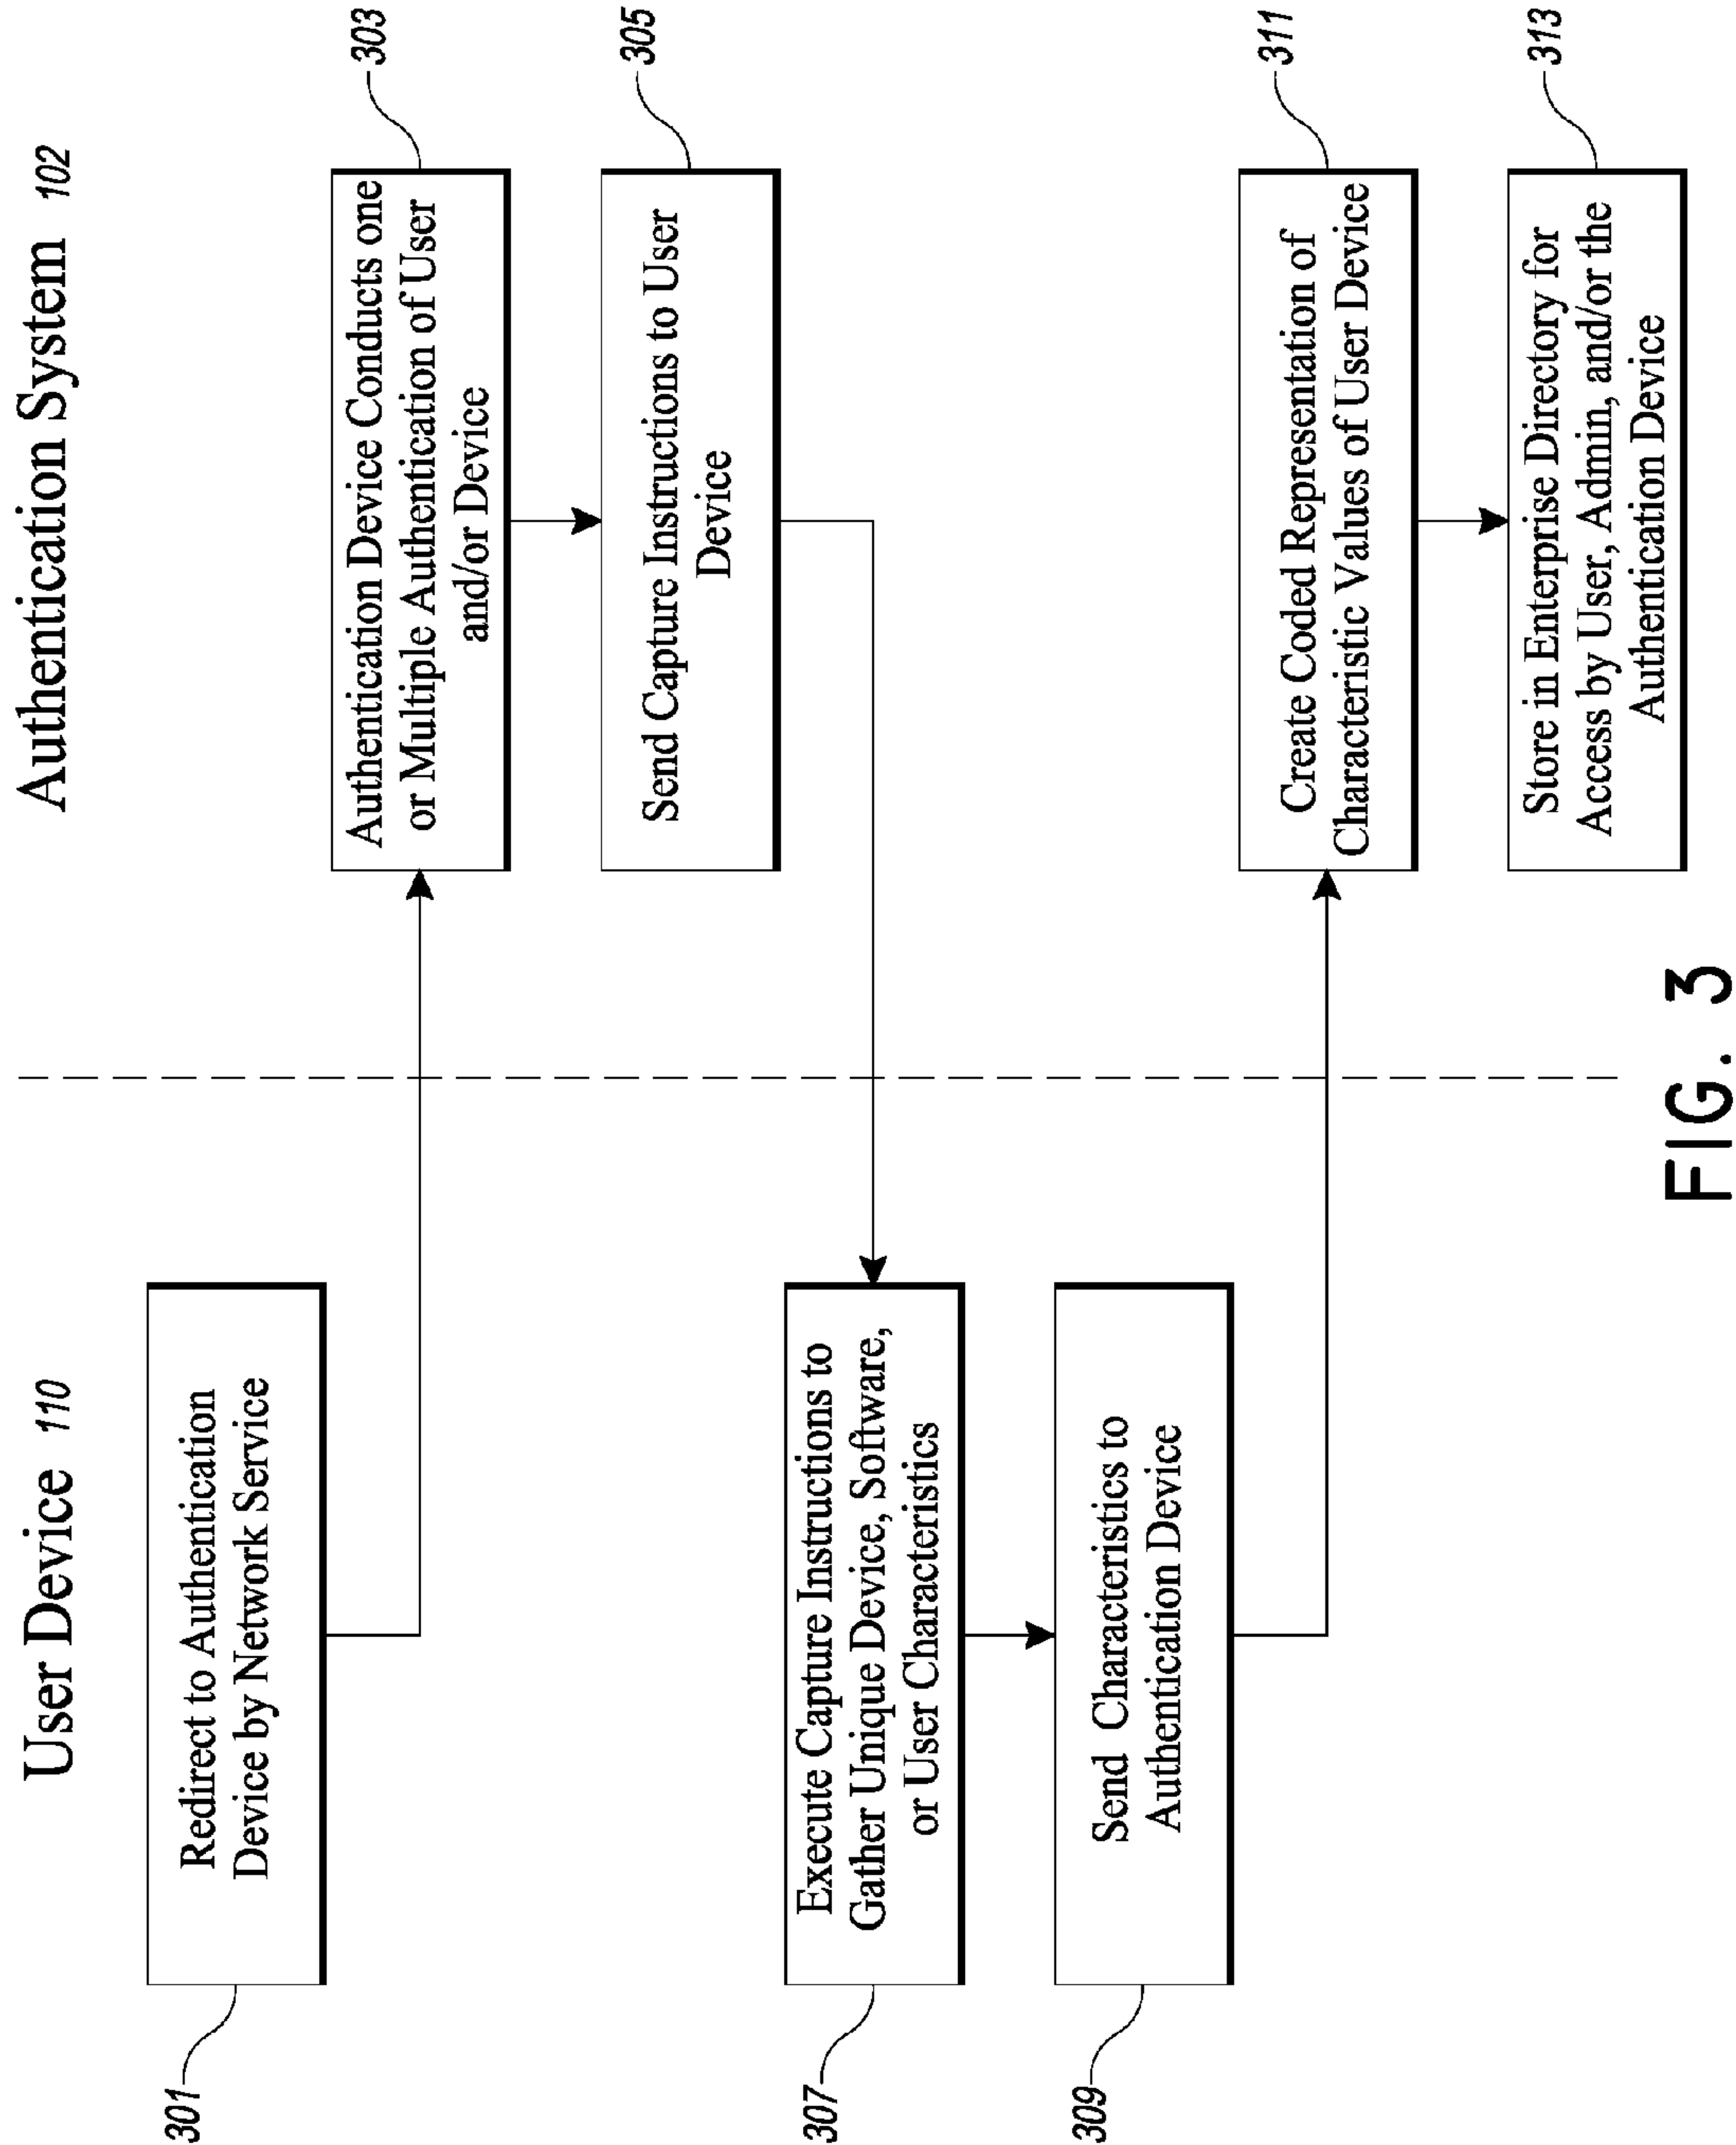 User Device 110
Authentication System 102
301
Redirect to Authentication
Device by Network Service
303
Authentication Device Conducts one
or Multiple Authentication of User
and/or Device
305
Send Capture Instructions to User
Device
307
Execute Capture Instructions to
Gather Unique Device, Software,
or User Characteristics
309
Send Characteristics to
Authentication Device
311
Create Coded Representation of
Characteristic Values of User Device
313
Store in Enterprise Directory for
Access by User, Admin, and/or the
Authentication Device
FIG. 3